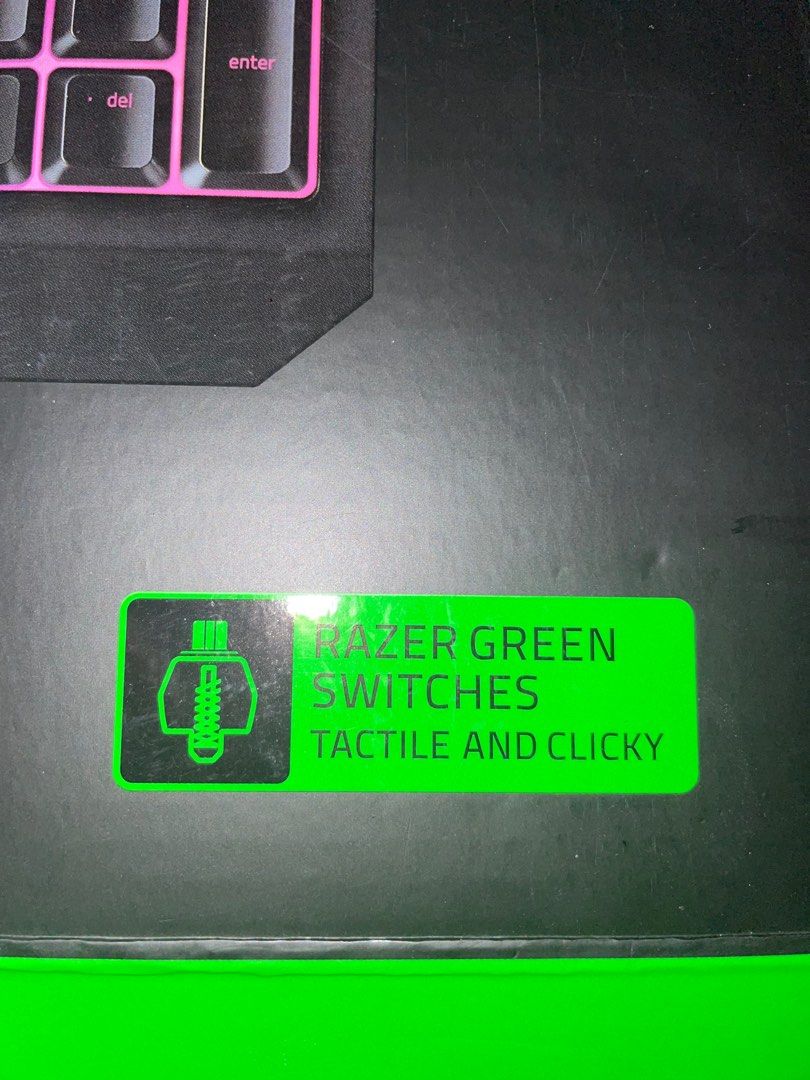 enter
. del
RAZER GREEN
SWITCHES
TACTILE AND CLICKY